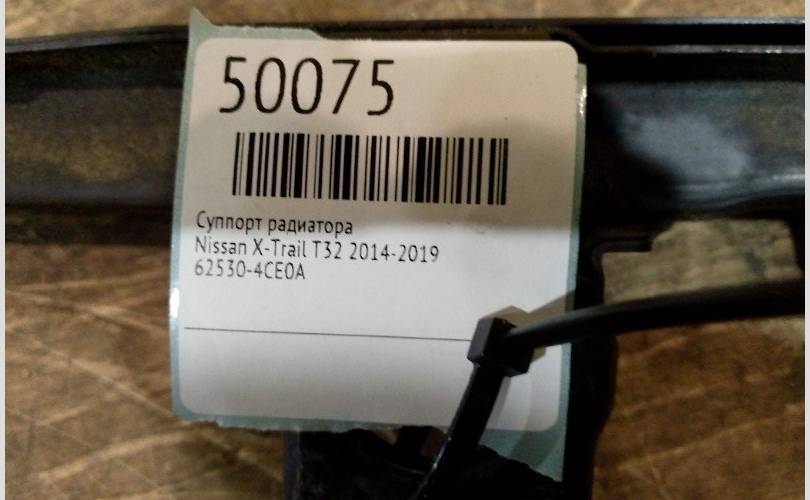 50075
Суппорт радиатора
Nissan X-Trail T32 2014-2019
62530-4CE0A